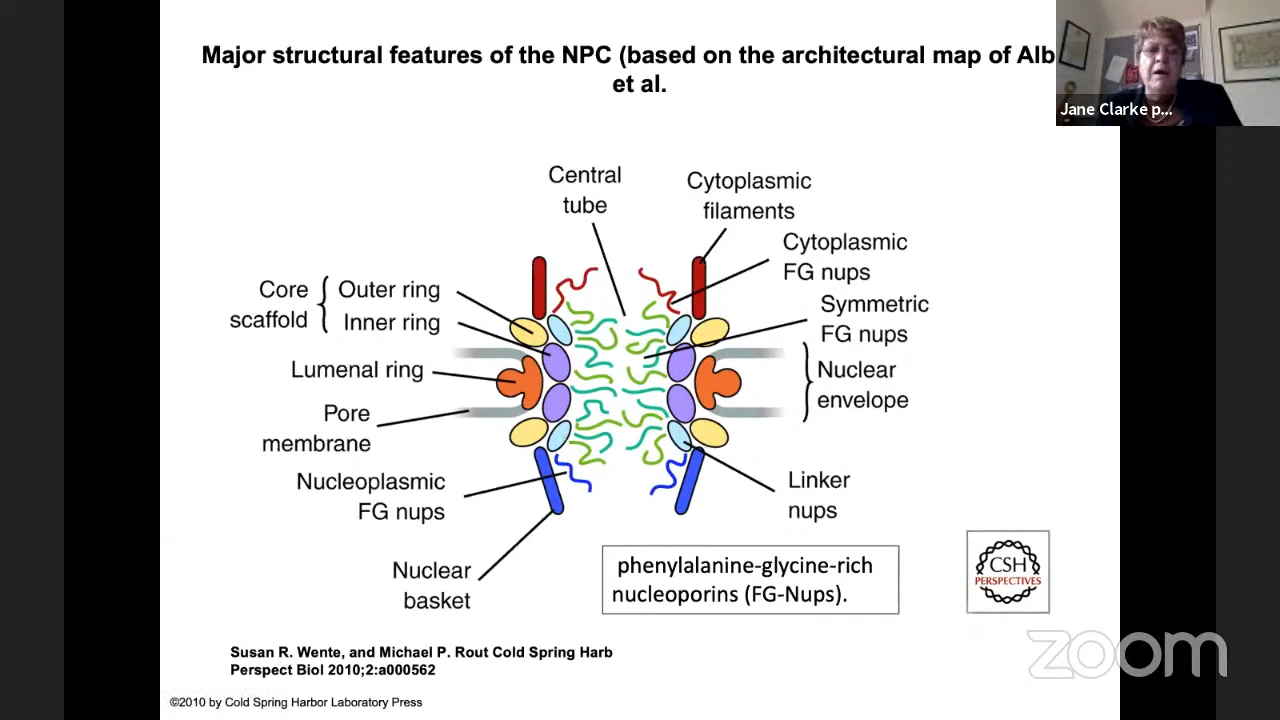 Major structural features of the NPC (based on the architectural map of Alb
et al.
Jane Clarke p...
Central
tube
Cytoplasmic
filaments
Cytoplasmic
FG nups
Symmetric
FG nups
Core
scaffold
Outer ring
Inner ring
Lumenal ring
Nuclear
envelope
Pore
membrane
Nucleoplasmic
FG nups
Linker
nups
Nuclear
basket
phenylalanine-glycine-rich
nucleoporins (FG-Nups).
CSH
PERSPECTIVES
zoom
Susan R. Wente, and Michael P. Rout Cold Spring Harb
Perspect Biol 2010;2:a000562
©2010 by Cold Spring Harbor Laboratory Press